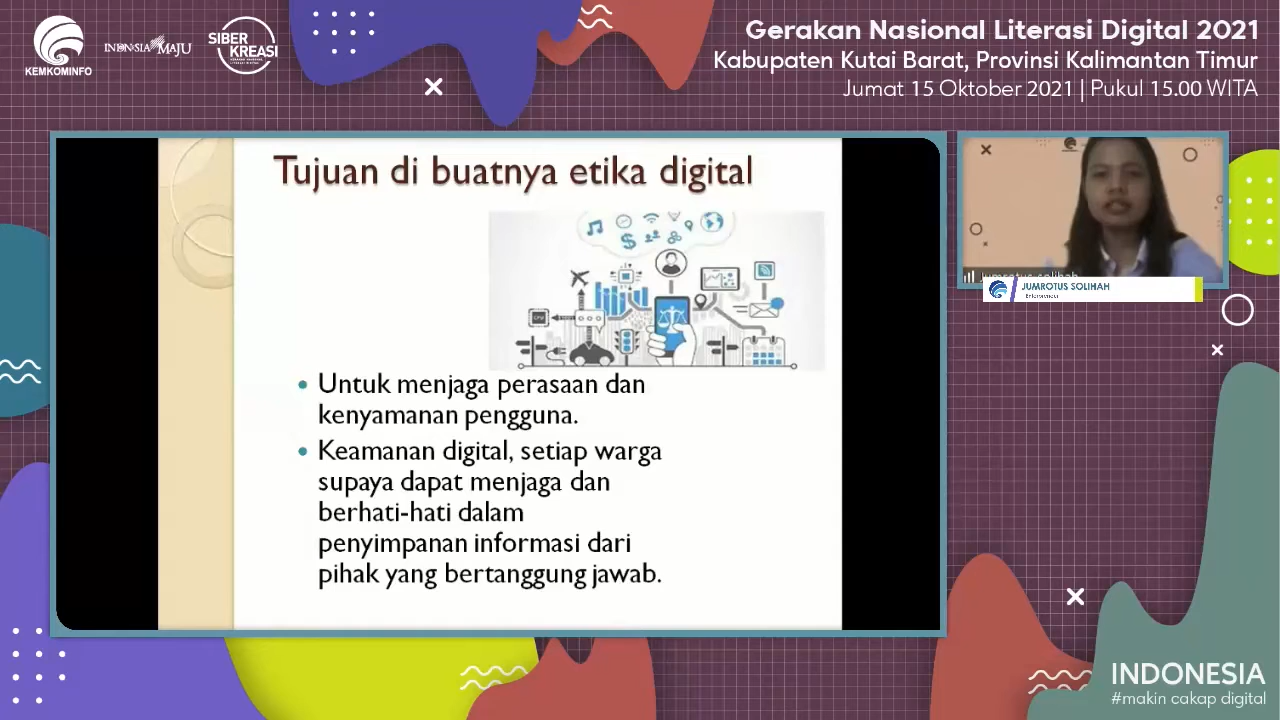 KEMKOMINFO
INDONESIA MAJU
SIBER
KREASI
Gerakan Nasional Literasi Digital 2021
Kabupaten Kutai Barat, Provinsi Kalimantan Timur
Jumat 15 Oktober 2021 | Pukul 15.00 WITA
Tujuan di buatnya etika digital
Untuk menjaga perasaan dan
kenyamanan pengguna.
Keamanan digital, setiap warga
supaya dapat menjaga dan
berhati-hati dalam
penyimpanan informasi dari
pihak yang bertanggung jawab.
jumrotus solihah
JUMROTUS SOLIHAH
INDONESIA
#makin cakap digital